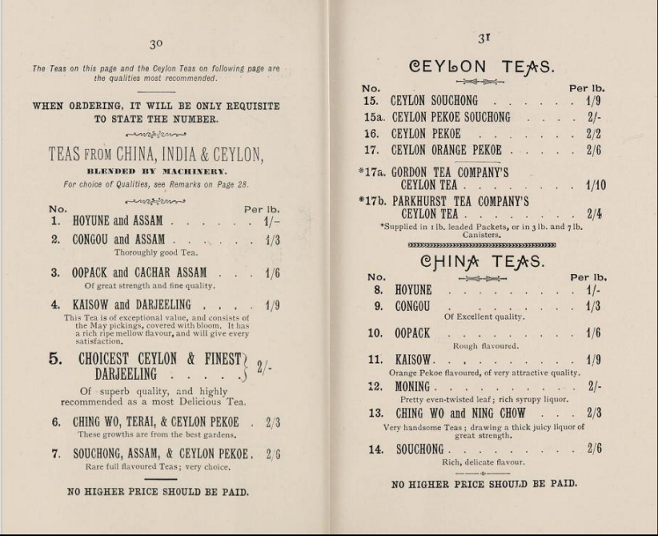 30
The Teas on this page and the Ceylon Teas on following page are
the qualities most recommended.
WHEN ORDERING, IT WILL BE ONLY REQUISITE
TO STATE THE NUMBER.
TEAS FROM CHINA, INDIA & CEYLON,
BLENDED BY MACHINERY.
For choice of Qualities, see Remarks on Page 28.
No. Per lb.
1. HOYUNE and ASSAM . . . . . . 1/-
2. CONGOU and ASSAM . . . . . . 1/3
Thoroughly good Tea.
3. OOPACK and CACHAR ASSAM . . . . 1/6
Of great strength and fine quality.
4. KAISOW and DARJEELING . . . . 1/9
This Tea is of exceptional value, and consists of
the May pickings, covered with bloom. It has
a rich ripe mellow flavour, and will give every
satisfaction.
5. CHOICEST CEYLON & FINEST
DARJEELING . . . . . } 2/-
Of superb quality, and highly
recommended as a most Delicious Tea.
6. CHING WO, TERAI, & CEYLON PEKOE . 2/3
These growths are from the best gardens.
7. SOUCHONG, ASSAM, & CEYLON PEKOE. 2/6
Rare full flavoured Teas; very choice.
NO HIGHER PRICE SHOULD BE PAID.
31
CEYLON TEAS.
No. Per lb.
15. CEYLON SOUCHONG . . . . . . 1/9
15a. CEYLON PEKOE SOUCHONG . . . . 2/-
16. CEYLON PEKOE . . . . . . 2/2
17. CEYLON ORANGE PEKOE . . . . . 2/6
*17a. GORDON TEA COMPANY'S
CEYLON TEA . . . . . . 1/10
*17b. PARKHURST TEA COMPANY'S
CEYLON TEA . . . . . . 2/4
*Supplied in 1 lb. leaded Packets, or in 3 lb. and 7 lb.
Canisters.
CHINA TEAS.
No. Per lb.
8. HOYUNE . . . . . . . . 1/-
9. CONGOU . . . . . . . . 1/3
Of Excellent quality.
10. OOPACK . . . . . . . . 1/6
Rough flavoured.
11. KAISOW . . . . . . . . 1/9
Orange Pekoe flavoured, of very attractive quality.
12. MONING . . . . . . . . 2/-
Pretty even-twisted leaf; rich syrupy liquor.
13. CHING WO and NING CHOW . . . . 2/3
Very handsome Teas; drawing a thick juicy liquor of
great strength.
14. SOUCHONG . . . . . . . 2/6
Rich, delicate flavour.
NO HIGHER PRICE SHOULD BE PAID.